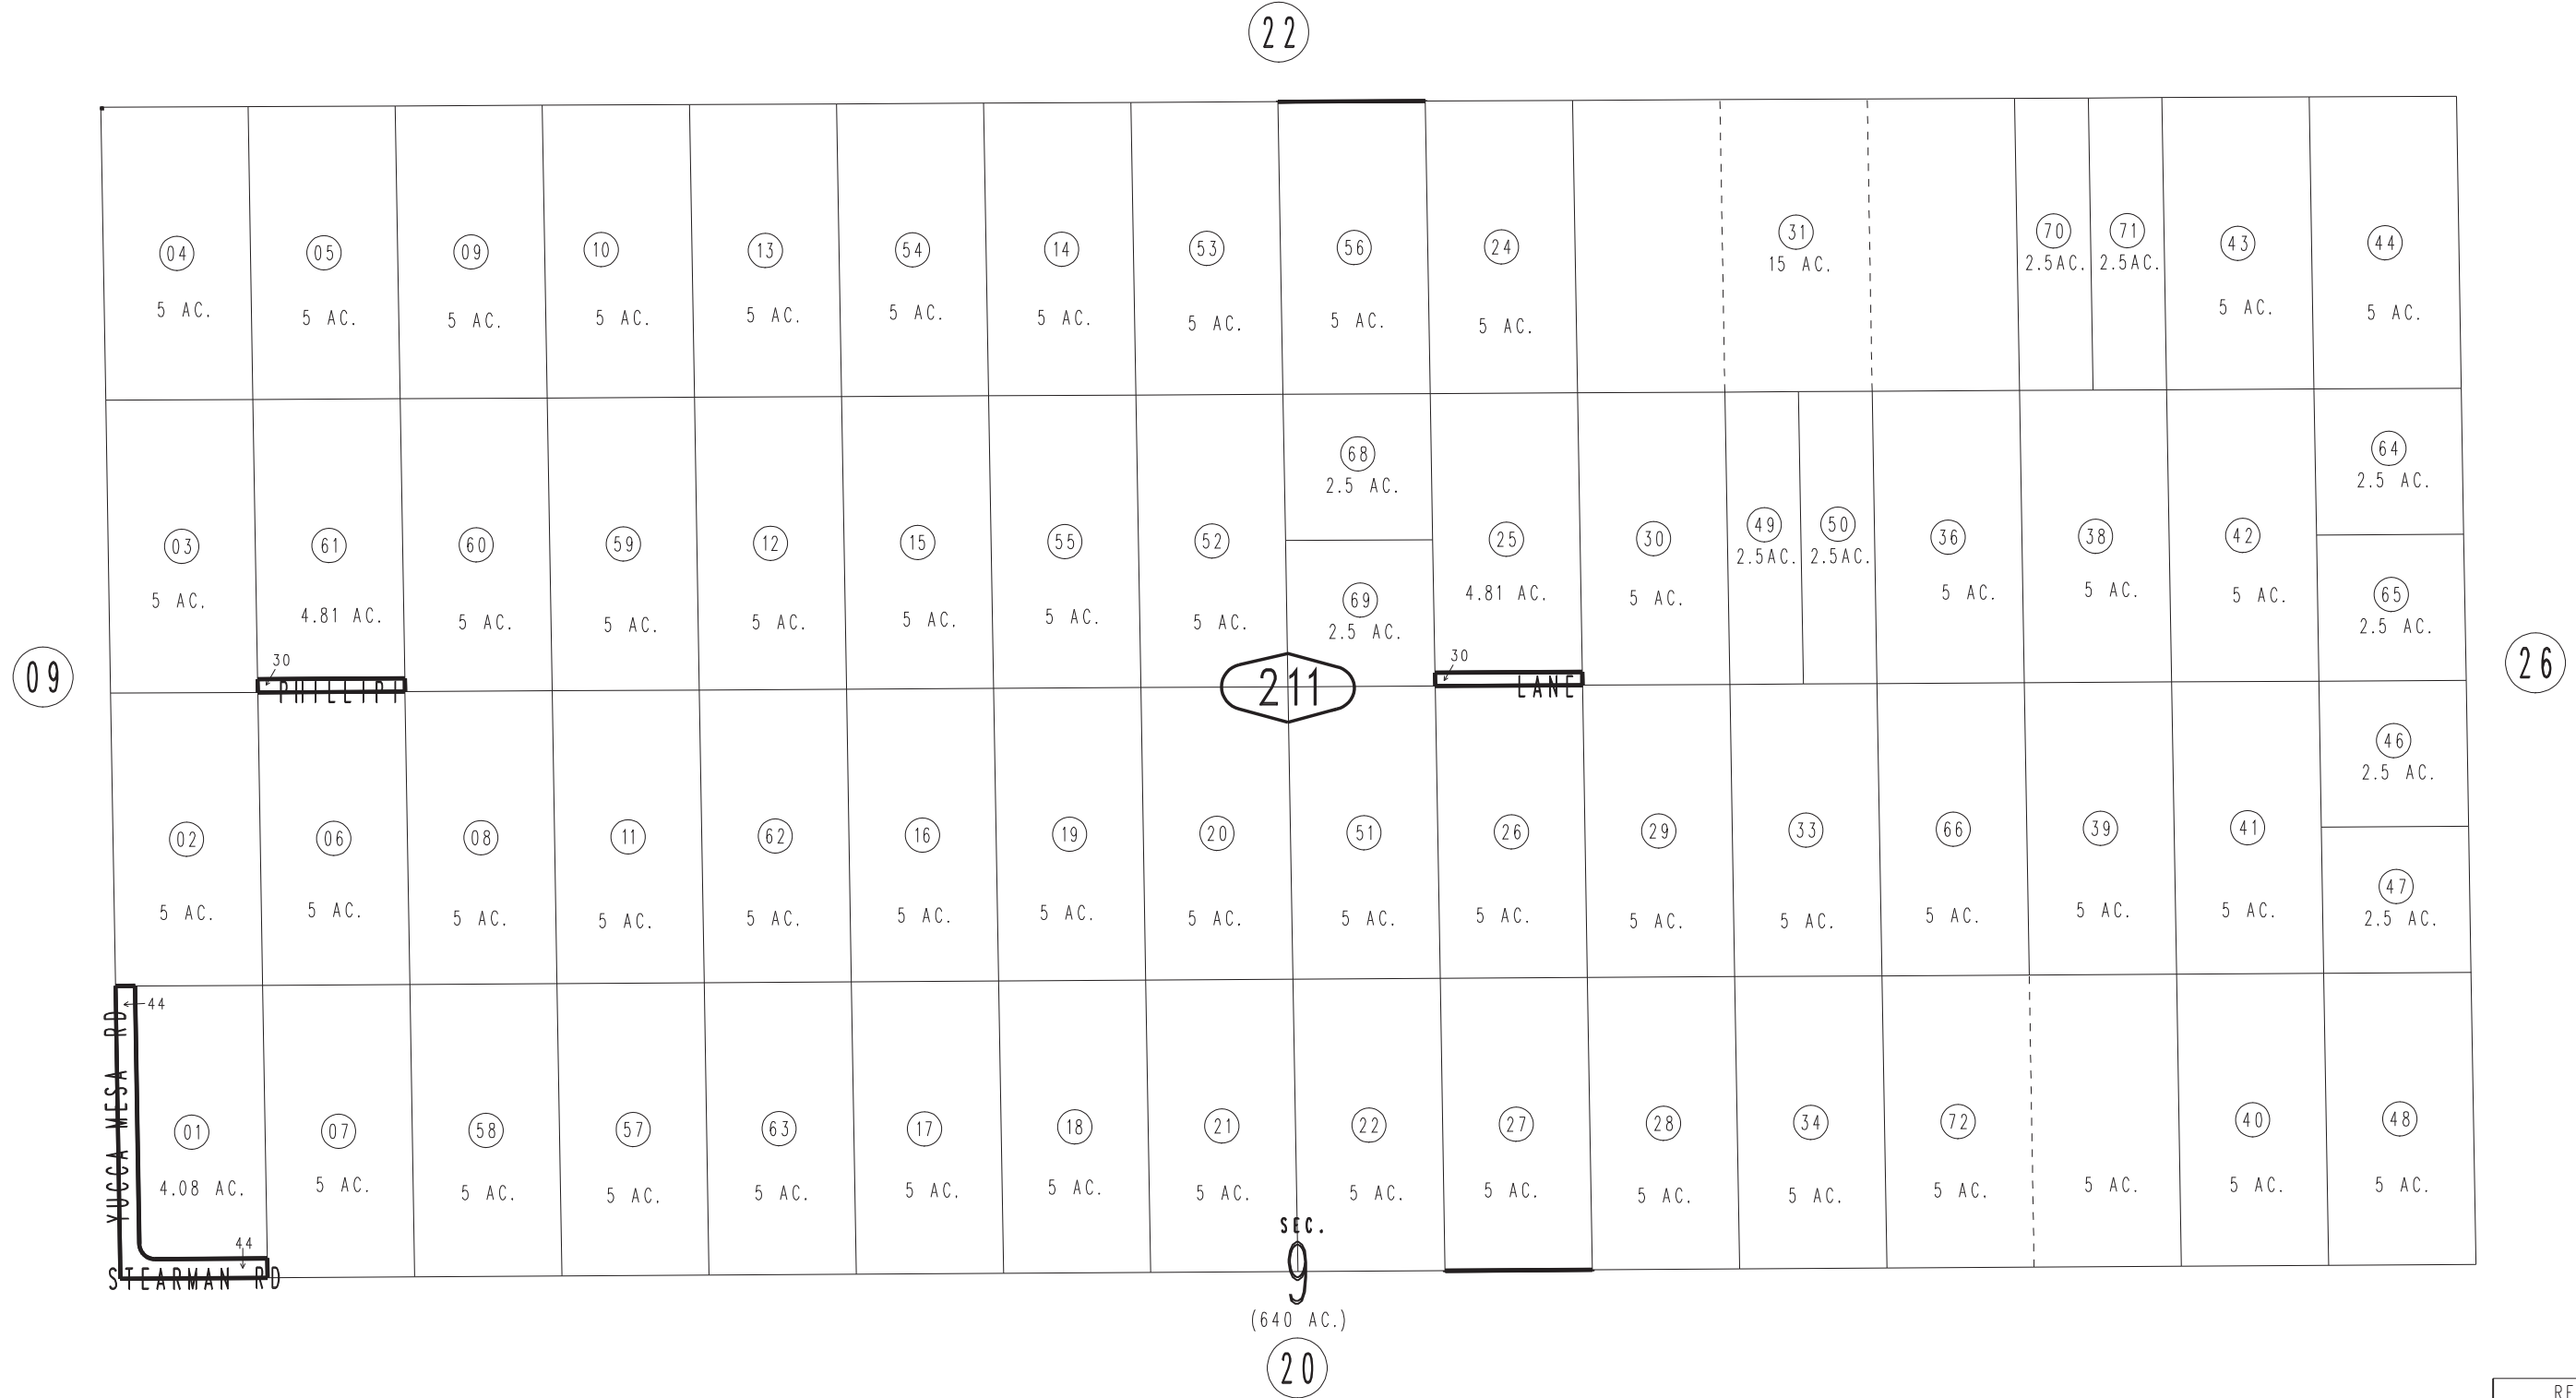 22
04 05 09 10 13 54 14 53 56 24 31 70 71 43 44
15 AC. 2.5AC. 2.5AC.
5 AC. 5 AC. 5 AC. 5 AC. 5 AC. 5 AC. 5 AC. 5 AC. 5 AC. 5 AC. 5 AC. 5 AC.
68 64
2.5 AC. 2.5 AC.
03 61 60 59 12 15 55 52 25 30 49 50 36 38 42
2.5AC. 2.5AC.
69 65
5 AC. 4.81 AC. 5 AC. 5 AC. 5 AC. 5 AC. 5 AC. 5 AC. 2.5 AC. 4.81 AC. 5 AC. 5 AC. 5 AC. 5 AC. 2.5 AC.
30 30
09 PHILLIPI 211 LANE 26
46
2.5 AC.
02 06 08 11 62 16 19 20 51 26 29 33 66 39 41
47
5 AC. 5 AC. 5 AC. 5 AC. 5 AC. 5 AC. 5 AC. 5 AC. 5 AC. 5 AC. 5 AC. 5 AC. 5 AC. 5 AC. 5 AC. 2.5 AC.
44
YUCCA MESA RD
01 07 58 57 63 17 18 21 22 27 28 34 72 40 48
4.08 AC. 5 AC. 5 AC. 5 AC. 5 AC. 5 AC. 5 AC. 5 AC. 5 AC. 5 AC. 5 AC. 5 AC. 5 AC. 5 AC. 5 AC. 5 AC.
44
STEARMAN RD
SEC.
9
(640 AC.)
20